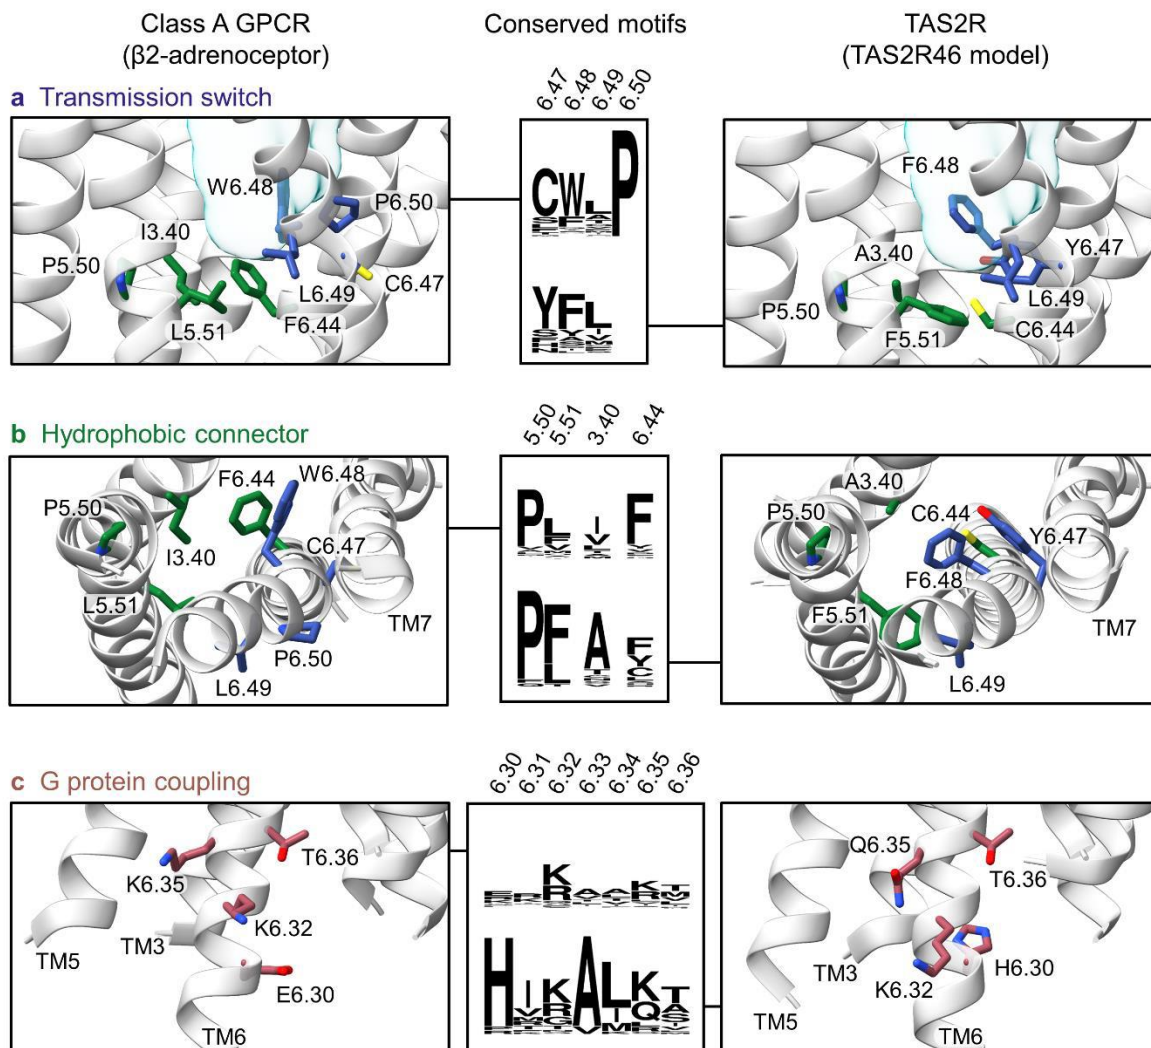 Class A GPCR
(β2-adrenoceptor)
Conserved motifs
TAS2R
(TAS2R46 model)
a Transmission switch
6.47
6.48
6.49
6.50
W6.48
P6.50
I3.40
P5.50
L6.49
C6.47
L5.51
F6.44
CWLP
YFL
F6.48
A3.40
Y6.47
L6.49
P5.50
F5.51
C6.44
b Hydrophobic connector
5.50
5.51
3.40
6.44
F6.44
W6.48
P5.50
I3.40
C6.47
L5.51
TM7
P6.50
L6.49
PL I F
PF A F
A3.40
P5.50
C6.44
Y6.47
F6.48
F5.51
TM7
L6.49
c G protein coupling
6.30
6.31
6.32
6.33
6.34
6.35
6.36
T6.36
K6.35
K6.32
TM3
TM5
E6.30
TM6
ERKAAKT
HIKALKT
Q6.35
T6.36
TM3
H6.30
K6.32
TM5
TM6